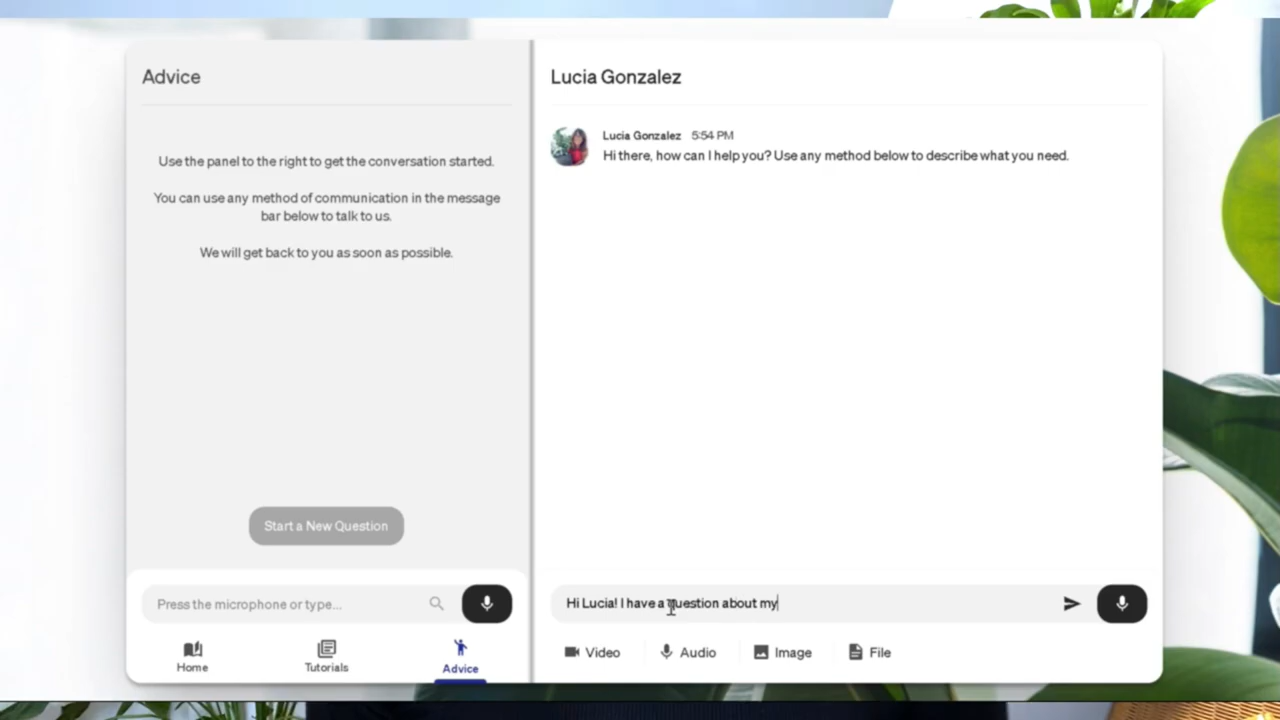 Advice
Use the panel to the right to get the conversation started.
You can use any method of communication in the message
bar below to talk to us.
We will get back to you as soon as possible.
Start a New Question
Press the microphone or type...
Home
Tutorials
Advice
Lucia Gonzalez
Lucia Gonzalez 5:54 PM
Hi there, how can I help you? Use any method below to describe what you need.
Hi Lucia! I have a question about my
Video
Audio
Image
File